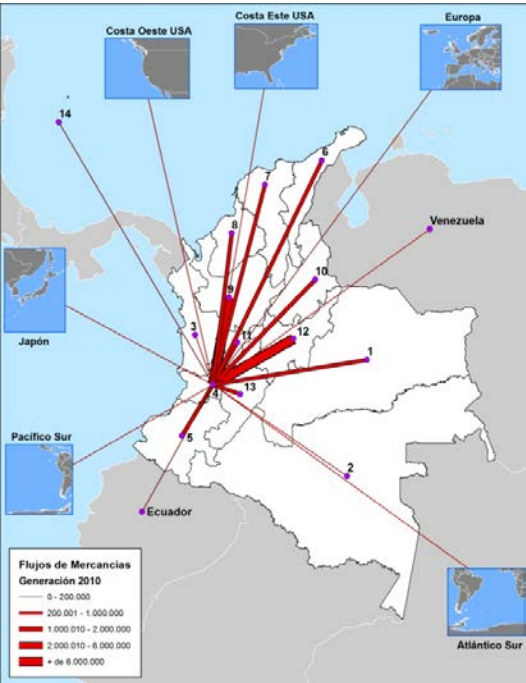 Costa Oeste USA
Costa Este USA
Europa
14
6
7
8
Venezuela
10
9
3
11
12
1
Japón
4
13
5
2
Pacífico Sur
Ecuador
Flujos de Mercancias
Generación 2010
0 - 200.000
200.001 - 1.000.000
1.000.010 - 2.000.000
2.000.010 - 6.000.000
+ de 6.000.000
Atlántico Sur